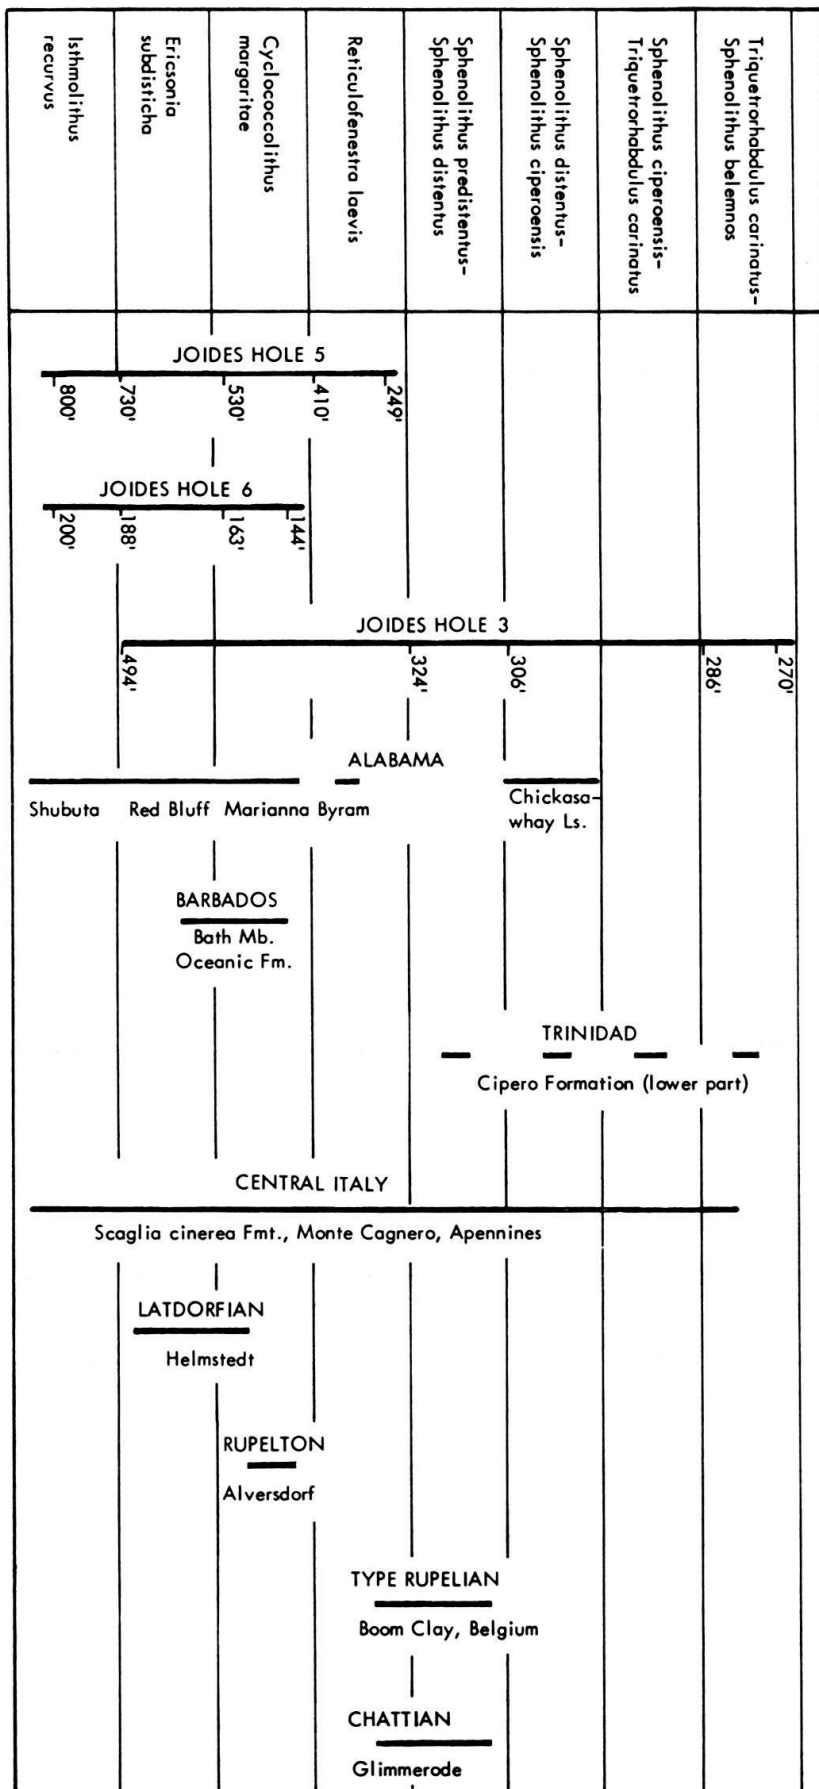 Isthmolithus
recurvus
Ericsonia
subdisticha
Cyclococcolithus
margaritae
Reticulofenestra laevis
Sphenolithus predistentus-
Sphenolithus distentus
Sphenolithus distentus-
Sphenolithus ciperoensis
Sphenolithus ciperoensis-
Triquetrorhabdulus carinatus
Triquetrorhabdulus carinatus-
Sphenolithus belemnos
JOIDES HOLE 5
800' 730' 530' 410' 249'
JOIDES HOLE 6
200' 188' 163' 144'
JOIDES HOLE 3
494' 324' 306' 286' 270'
ALABAMA
Shubuta Red Bluff Marianna Byram
Chickasa-
whay Ls.
BARBADOS
Bath Mb.
Oceanic Fm.
TRINIDAD
Cipero Formation (lower part)
CENTRAL ITALY
Scaglia cinerea Fmt., Monte Cagnero, Apennines
LATDORFIAN
Helmstedt
RUPELTON
Alversdorf
TYPE RUPELIAN
Boom Clay, Belgium
CHATTIAN
Glimmerode